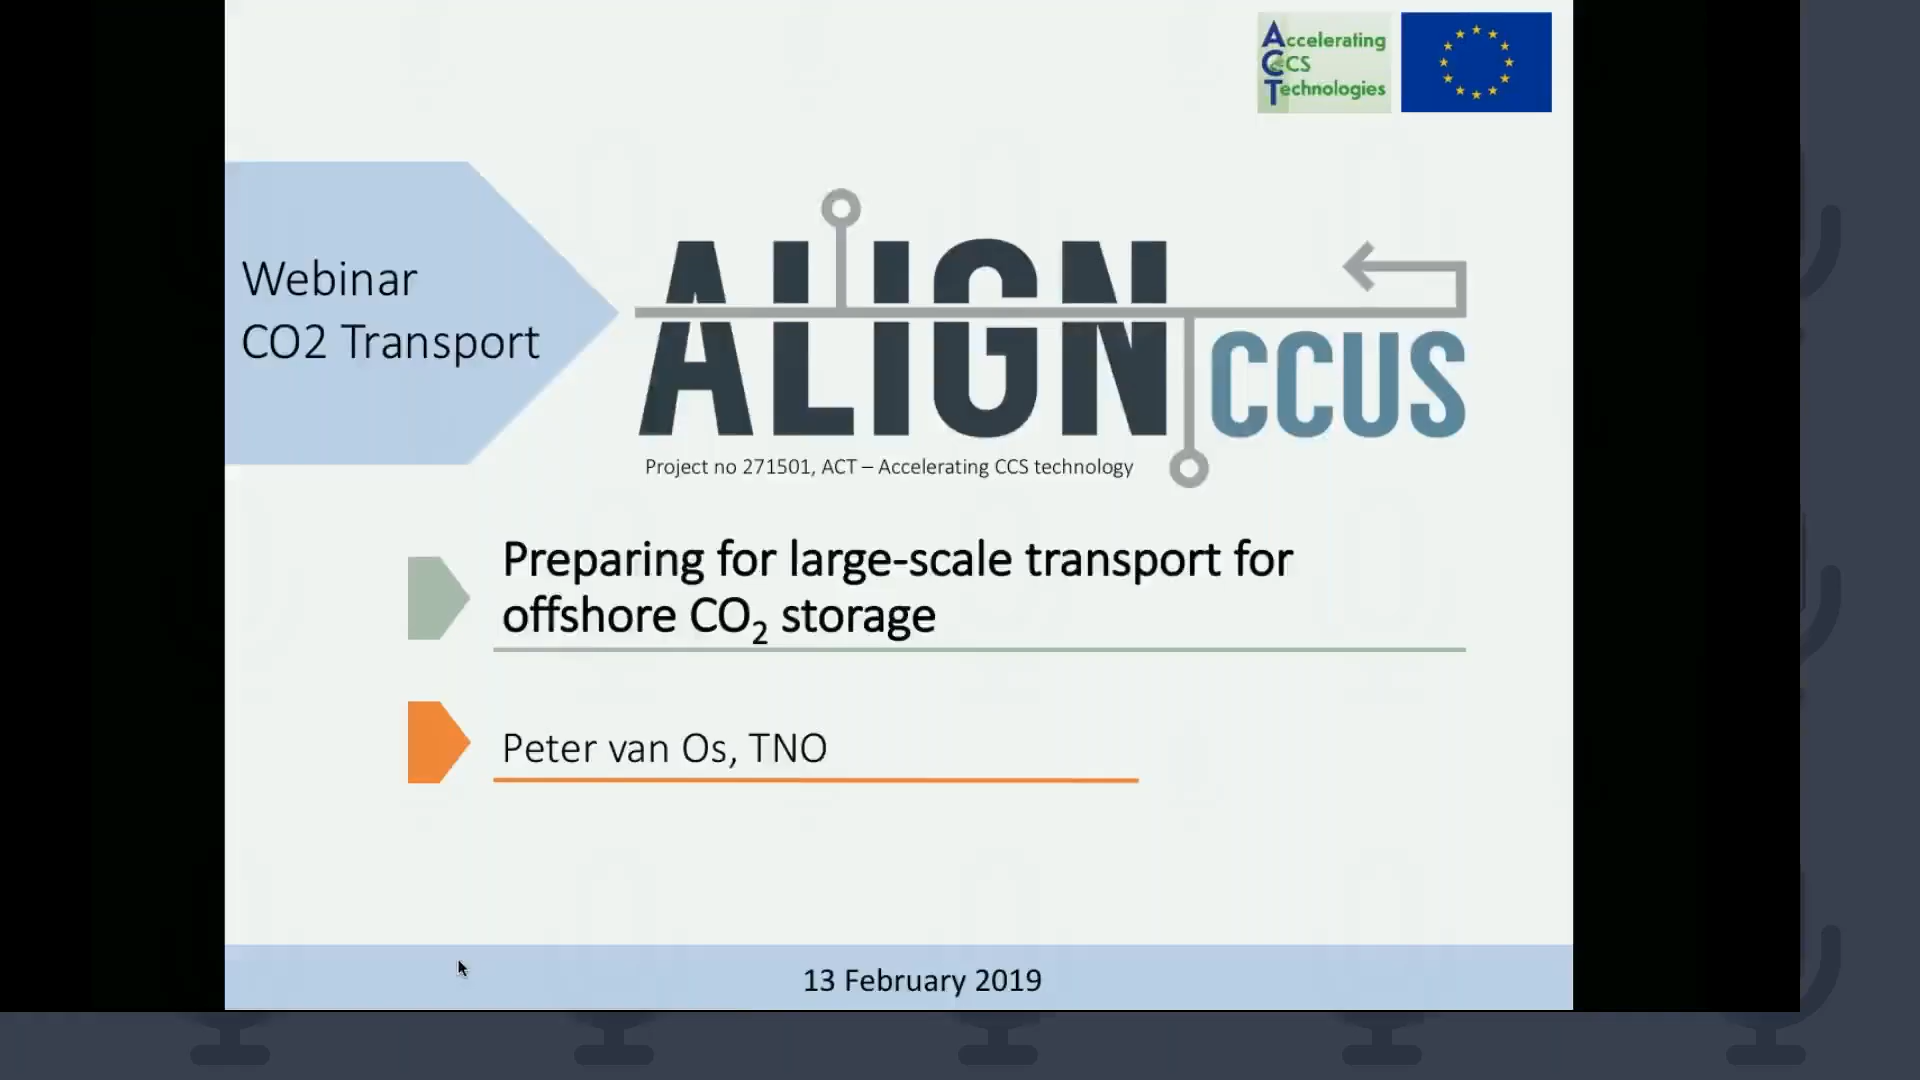 Accelerating
CCS
Technologies
Webinar
CO2 Transport
ALIGN
CCUS
Project no 271501, ACT – Accelerating CCS technology
Preparing for large-scale transport for
offshore CO₂ storage
Peter van Os, TNO
13 February 2019